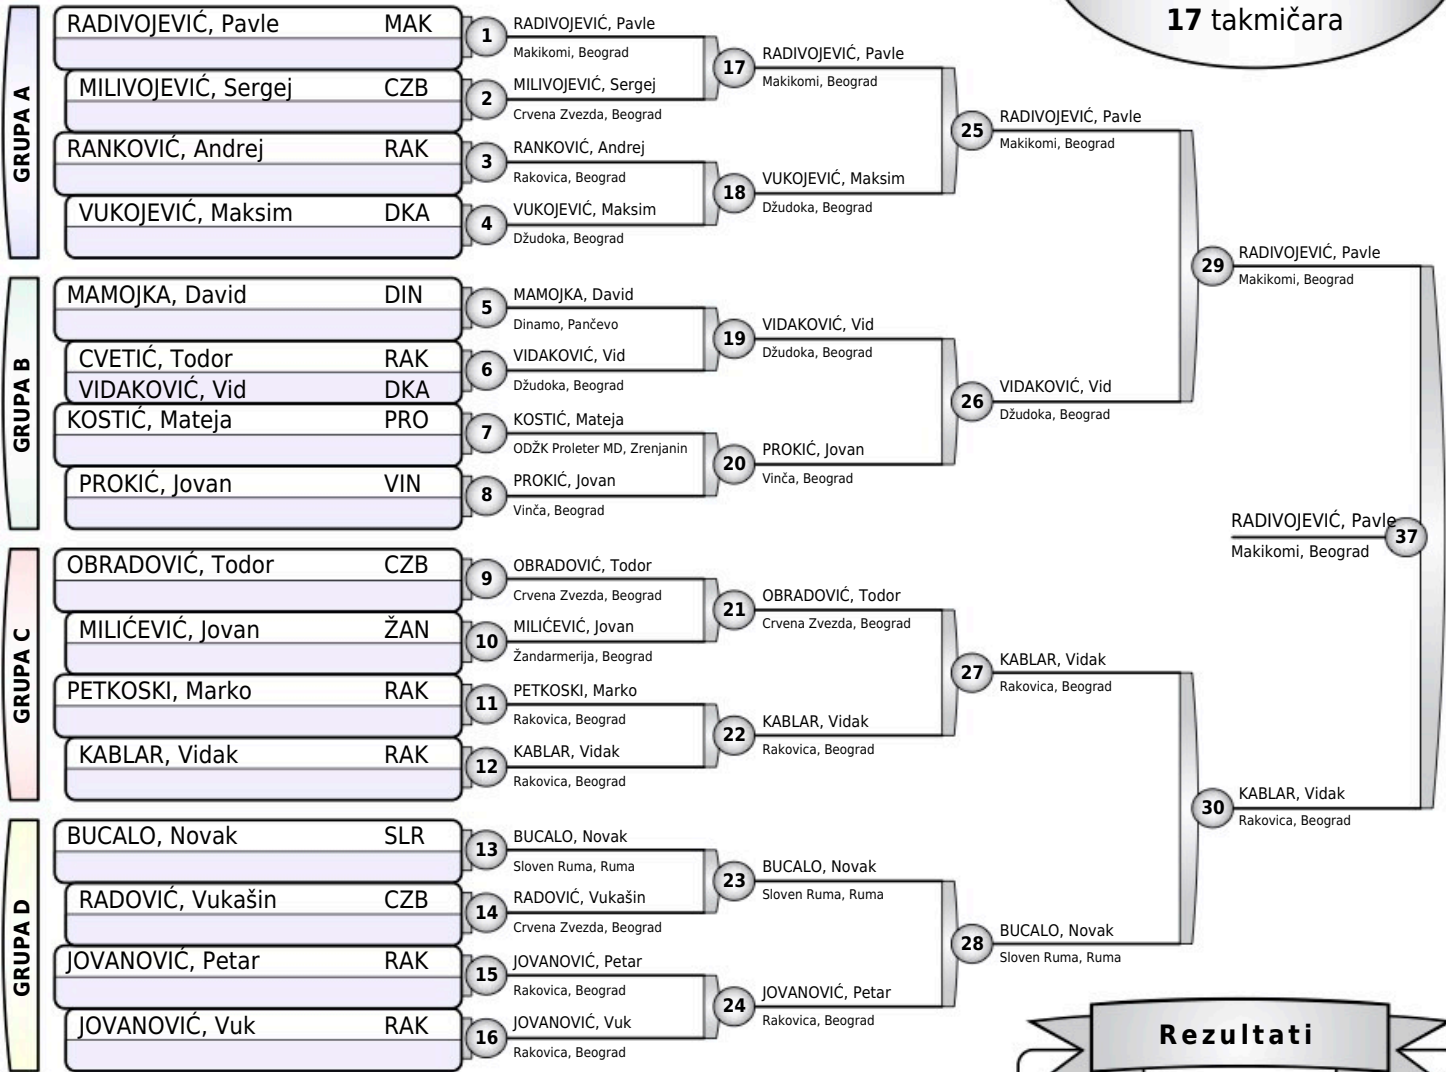 17 takmičara
GRUPA A
RADIVOJEVIĆ, Pavle MAK
MILIVOJEVIĆ, Sergej CZB
RANKOVIĆ, Andrej RAK
VUKOJEVIĆ, Maksim DKA
GRUPA B
MAMOJKA, David DIN
CVETIĆ, Todor RAK
VIDAKOVIĆ, Vid DKA
KOSTIĆ, Mateja PRO
PROKIĆ, Jovan VIN
GRUPA C
OBRADOVIĆ, Todor CZB
MILIĆEVIĆ, Jovan ŽAN
PETKOSKI, Marko RAK
KABLAR, Vidak RAK
GRUPA D
BUCALO, Novak SLR
RADOVIĆ, Vukašin CZB
JOVANOVIĆ, Petar RAK
JOVANOVIĆ, Vuk RAK
1 RADIVOJEVIĆ, Pavle
Makikomi, Beograd
2 MILIVOJEVIĆ, Sergej
Crvena Zvezda, Beograd
3 RANKOVIĆ, Andrej
Rakovica, Beograd
4 VUKOJEVIĆ, Maksim
Džudoka, Beograd
5 MAMOJKA, David
Dinamo, Pančevo
6 VIDAKOVIĆ, Vid
Džudoka, Beograd
7 KOSTIĆ, Mateja
ODŽK Proleter MD, Zrenjanin
8 PROKIĆ, Jovan
Vinča, Beograd
9 OBRADOVIĆ, Todor
Crvena Zvezda, Beograd
10 MILIĆEVIĆ, Jovan
Žandarmerija, Beograd
11 PETKOSKI, Marko
Rakovica, Beograd
12 KABLAR, Vidak
Rakovica, Beograd
13 BUCALO, Novak
Sloven Ruma, Ruma
14 RADOVIĆ, Vukašin
Crvena Zvezda, Beograd
15 JOVANOVIĆ, Petar
Rakovica, Beograd
16 JOVANOVIĆ, Vuk
Rakovica, Beograd
17 RADIVOJEVIĆ, Pavle
Makikomi, Beograd
18 VUKOJEVIĆ, Maksim
Džudoka, Beograd
19 VIDAKOVIĆ, Vid
Džudoka, Beograd
20 PROKIĆ, Jovan
Vinča, Beograd
21 OBRADOVIĆ, Todor
Crvena Zvezda, Beograd
22 KABLAR, Vidak
Rakovica, Beograd
23 BUCALO, Novak
Sloven Ruma, Ruma
24 JOVANOVIĆ, Petar
Rakovica, Beograd
25 RADIVOJEVIĆ, Pavle
Makikomi, Beograd
26 VIDAKOVIĆ, Vid
Džudoka, Beograd
27 KABLAR, Vidak
Rakovica, Beograd
28 BUCALO, Novak
Sloven Ruma, Ruma
29 RADIVOJEVIĆ, Pavle
Makikomi, Beograd
30 KABLAR, Vidak
Rakovica, Beograd
RADIVOJEVIĆ, Pavle 37
Makikomi, Beograd
Rezultati